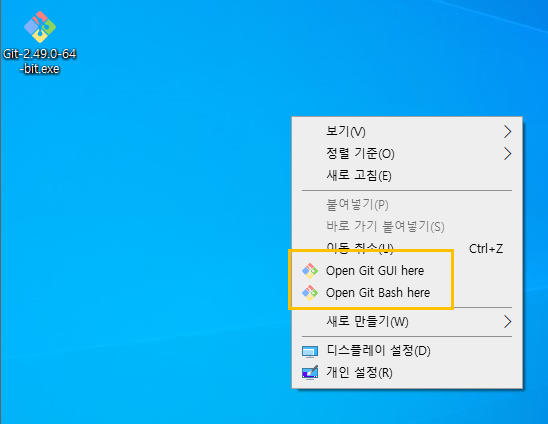 Git-2.49.0-64
-bit.exe
보기(V)
정렬 기준(O)
새로 고침(E)
붙여넣기(P)
바로 가기 붙여넣기(S)
이동 취소(U) Ctrl+Z
Open Git GUI here
Open Git Bash here
새로 만들기(W)
디스플레이 설정(D)
개인 설정(R)